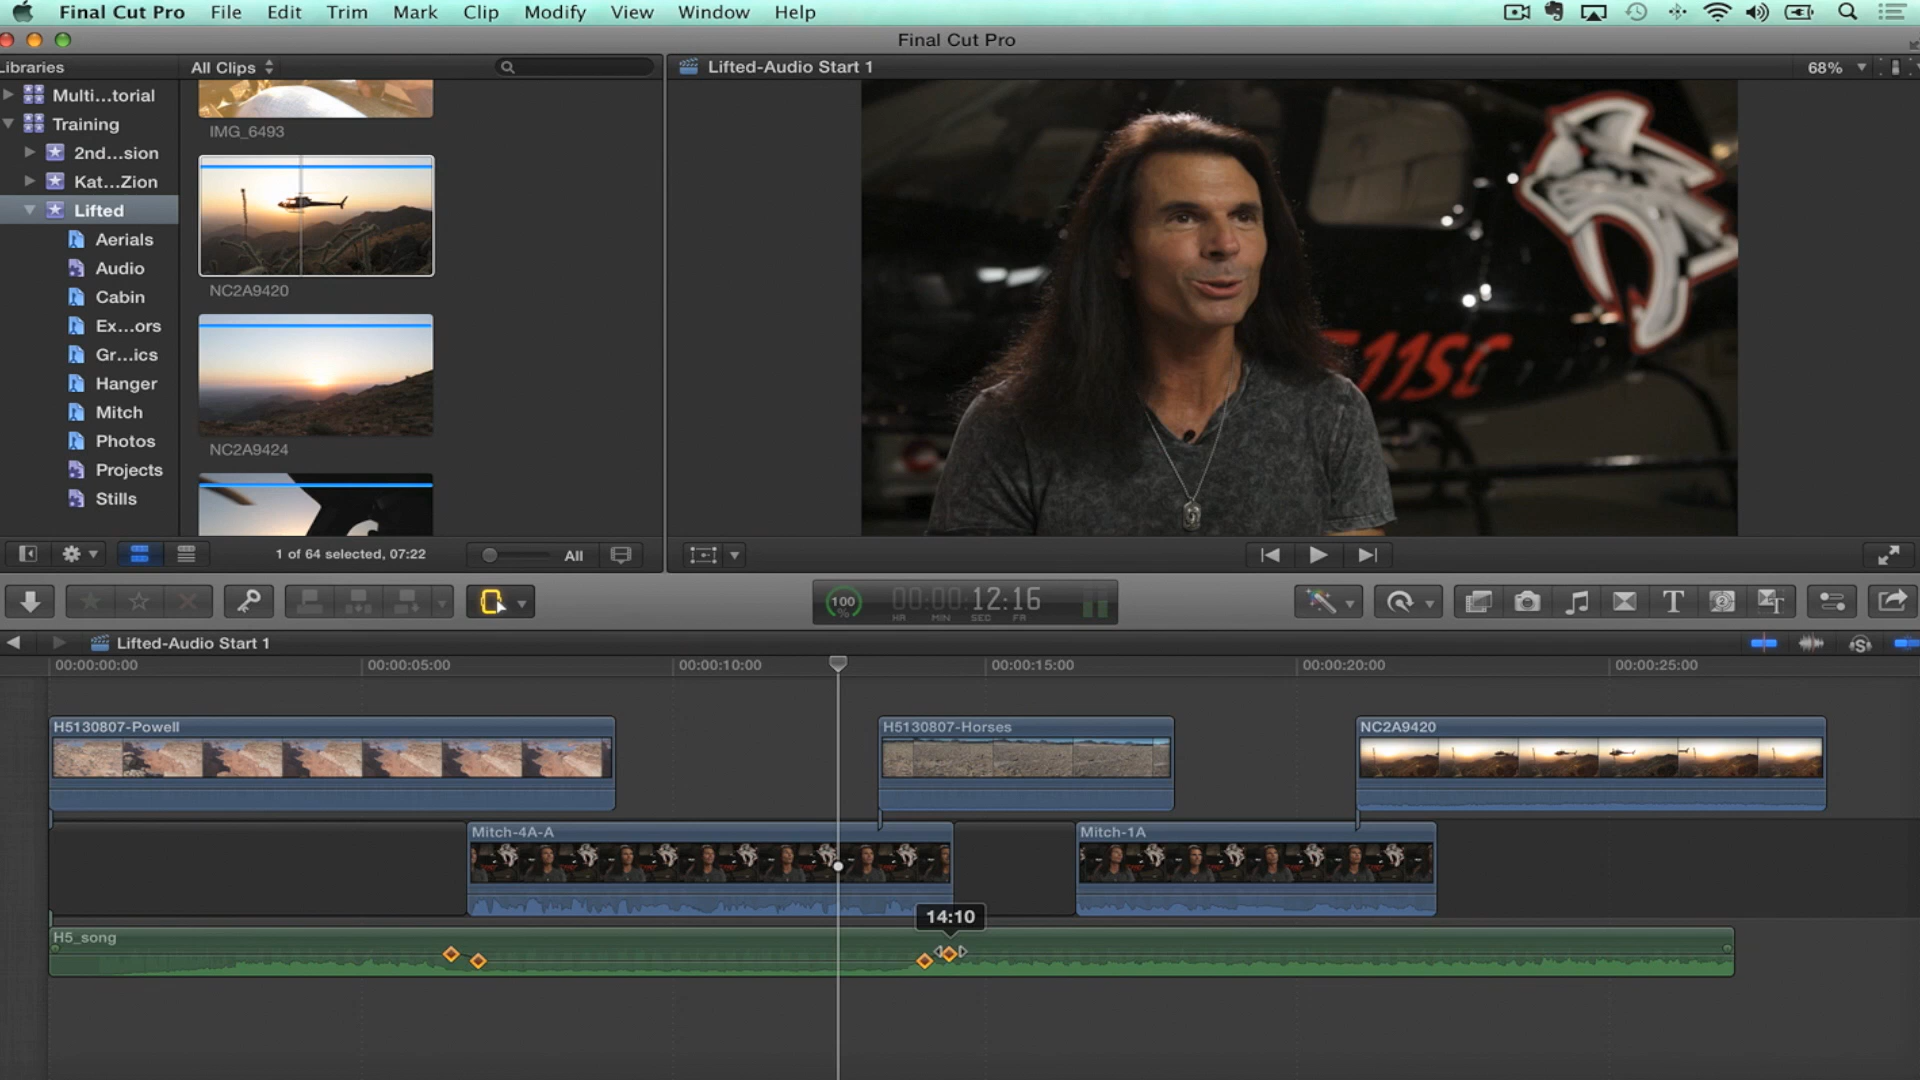 Final Cut Pro File Edit Trim Mark Clip Modify View Window Help
Final Cut Pro
Libraries
All Clips
Lifted-Audio Start 1
68%
Multi...torial
Training
2nd...sion
Kat...Zion
Lifted
Aerials
Audio
Cabin
Ex...ors
Gr...ics
Hanger
Mitch
Photos
Projects
Stills
IMG_6493
NC2A9420
NC2A9424
11SC
1 of 64 selected, 07:22
All
100
%
00:00:12:16
HR MIN SEC FR
Lifted-Audio Start 1
00:00:00:00
00:00:05:00
00:00:10:00
00:00:15:00
00:00:20:00
00:00:25:00
H5130807-Powell
H5130807-Horses
NC2A9420
Mitch-4A-A
Mitch-1A
14:10
H5_song